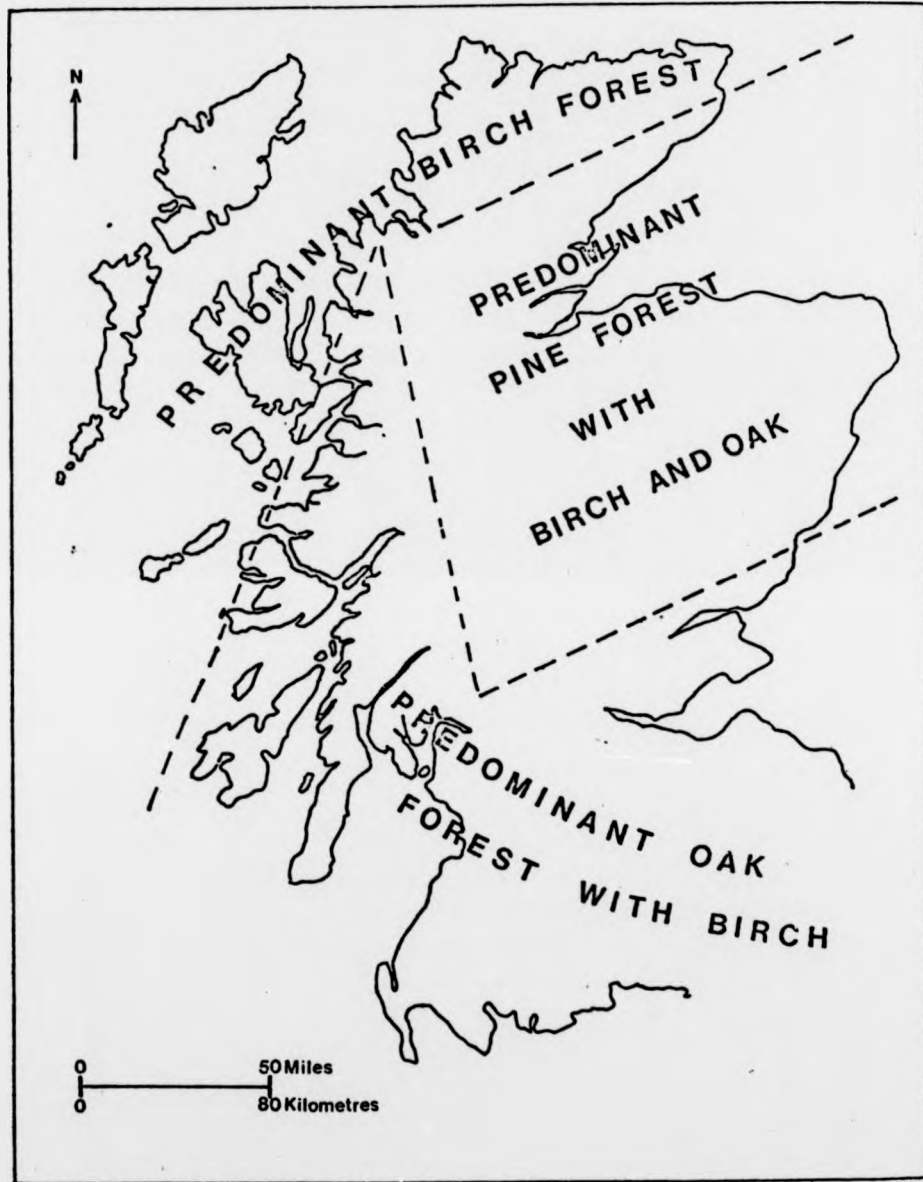 N
PREDOMINANT BIRCH FOREST
PREDOMINANT
PINE FOREST
WITH
BIRCH AND OAK
PREDOMINANT OAK
FOREST WITH BIRCH
0 50 Miles
0 80 Kilometres